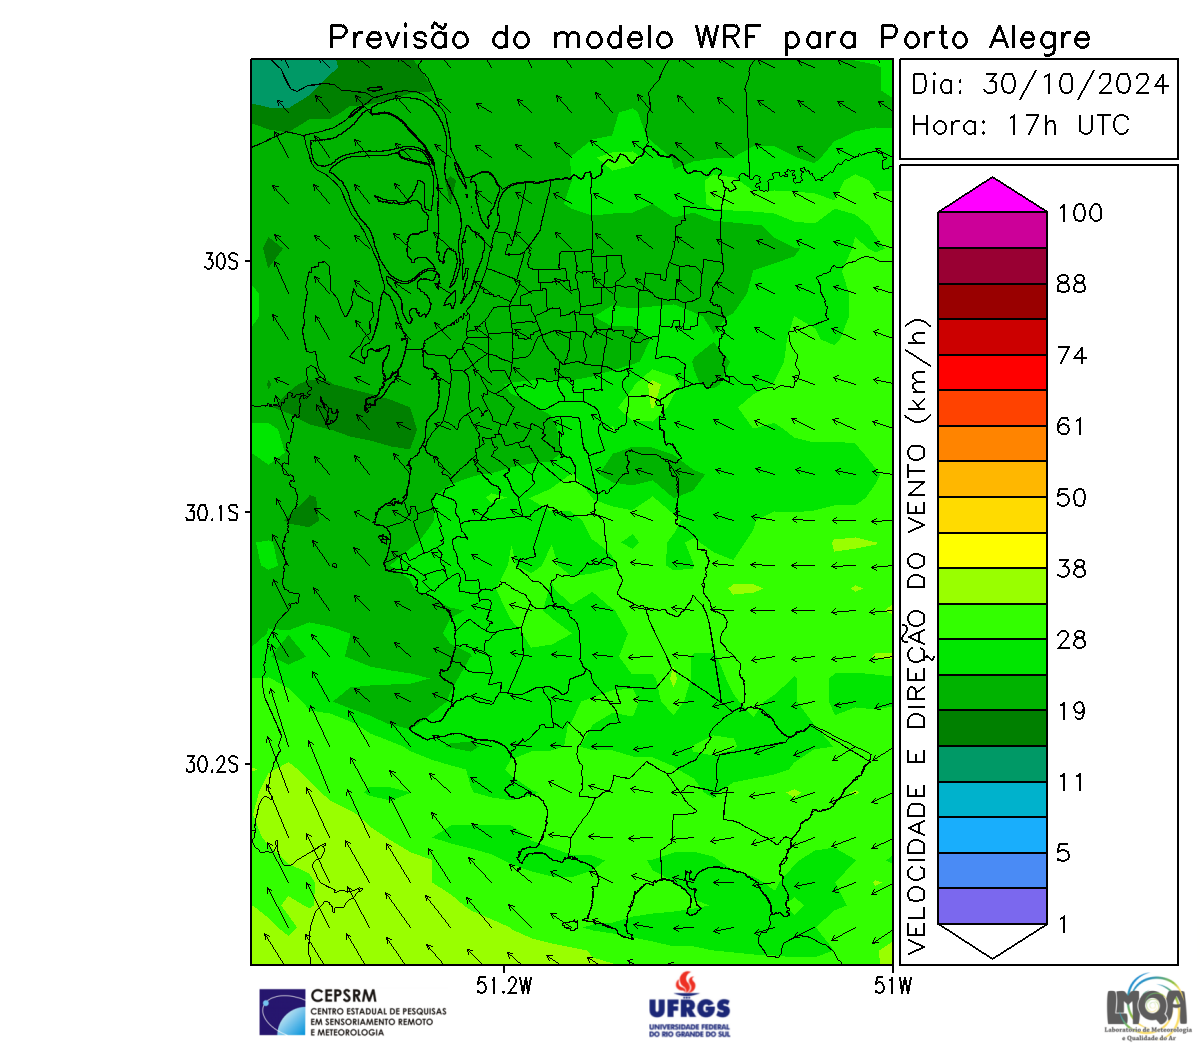 Previsão do modelo WRF para Porto Alegre
Dia: 30/10/2024
Hora: 17h UTC
VELOCIDADE E DIREÇÃO DO VENTO (km/h)
100
88
74
61
50
38
28
19
11
5
1
30S
30.1S
30.2S
51.2W
51W
CEPSRM
CENTRO ESTADUAL DE PESQUISAS
EM SENSORIAMENTO REMOTO
E METEOROLOGIA
UFRGS
UNIVERSIDADE FEDERAL
DO RIO GRANDE DO SUL
LMQA
Laboratório de Meteorologia
e Qualidade do Ar